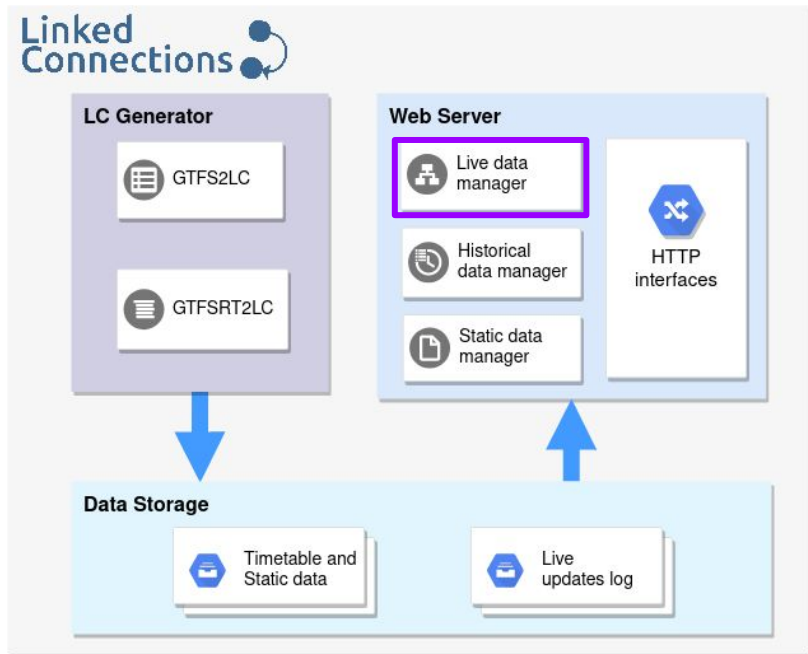 Linked
Connections
LC Generator
GTFS2LC
GTFSRT2LC
Web Server
Live data
manager
Historical
data manager
Static data
manager
HTTP
interfaces
Data Storage
Timetable and
Static data
Live
updates log